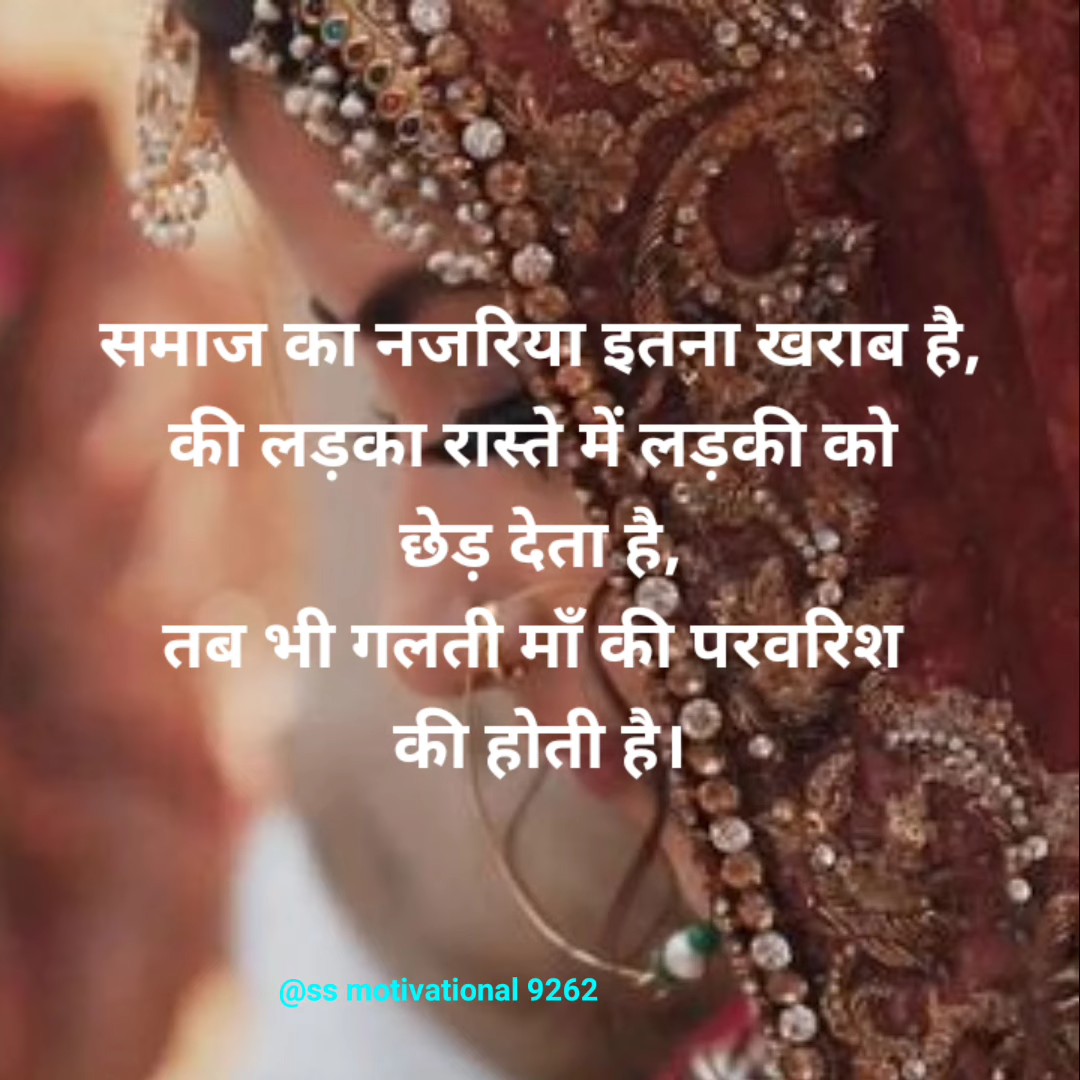 समाज का नजरिया इतना खराब है,
की लड़का रास्ते में लड़की को
छेड़ देता है,
तब भी गलती माँ की परवरिश
की होती है।
@ss motivational 9262